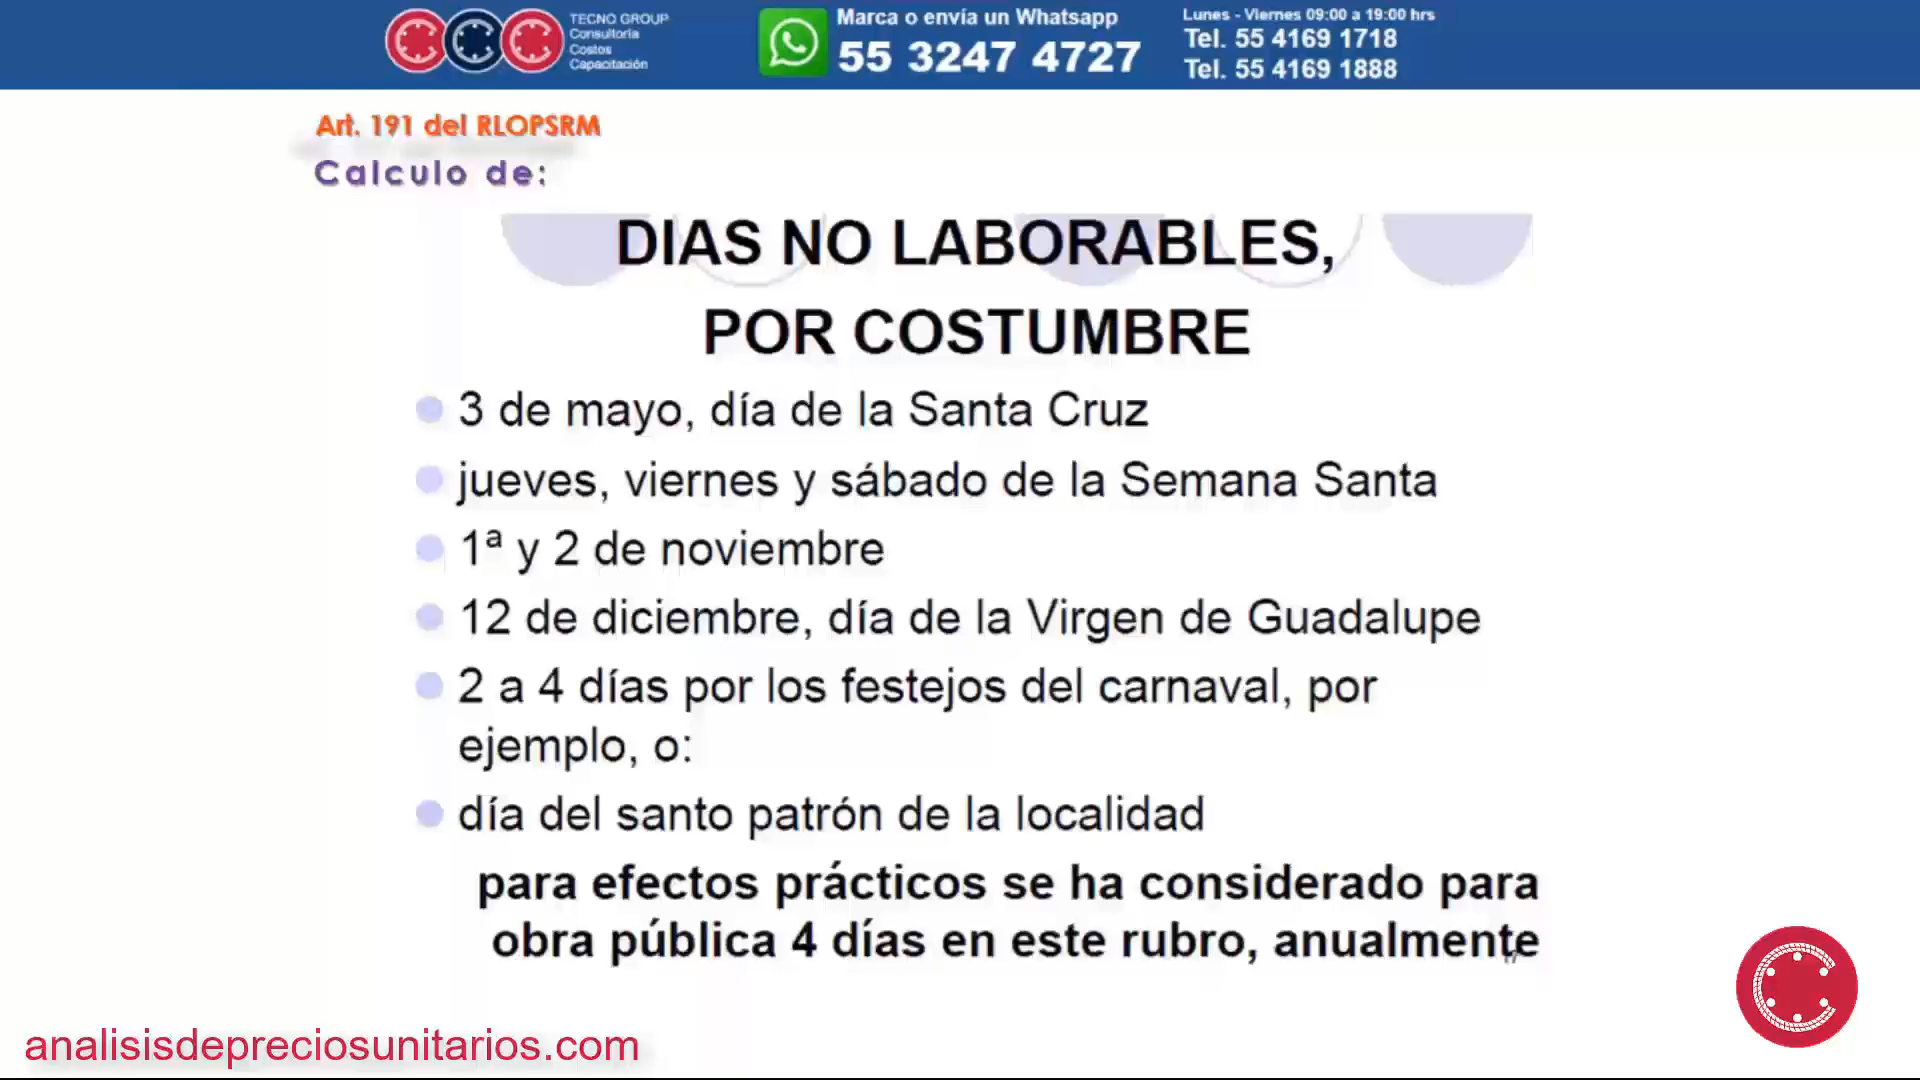 TECNO GROUP
Consultoría
Costos
Capacitación
Marca o envía un Whatsapp
55 3247 4727
Lunes - Viernes 09:00 a 19:00 hrs
Tel. 55 4169 1718
Tel. 55 4169 1888
Art. 191 del RLOPSRM
Calculo de:
DIAS NO LABORABLES,
POR COSTUMBRE
3 de mayo, día de la Santa Cruz
jueves, viernes y sábado de la Semana Santa
1ª y 2 de noviembre
12 de diciembre, día de la Virgen de Guadalupe
2 a 4 días por los festejos del carnaval, por
ejemplo, o:
día del santo patrón de la localidad
para efectos prácticos se ha considerado para
obra pública 4 días en este rubro, anualmente
analisisdepreciosunitarios.com